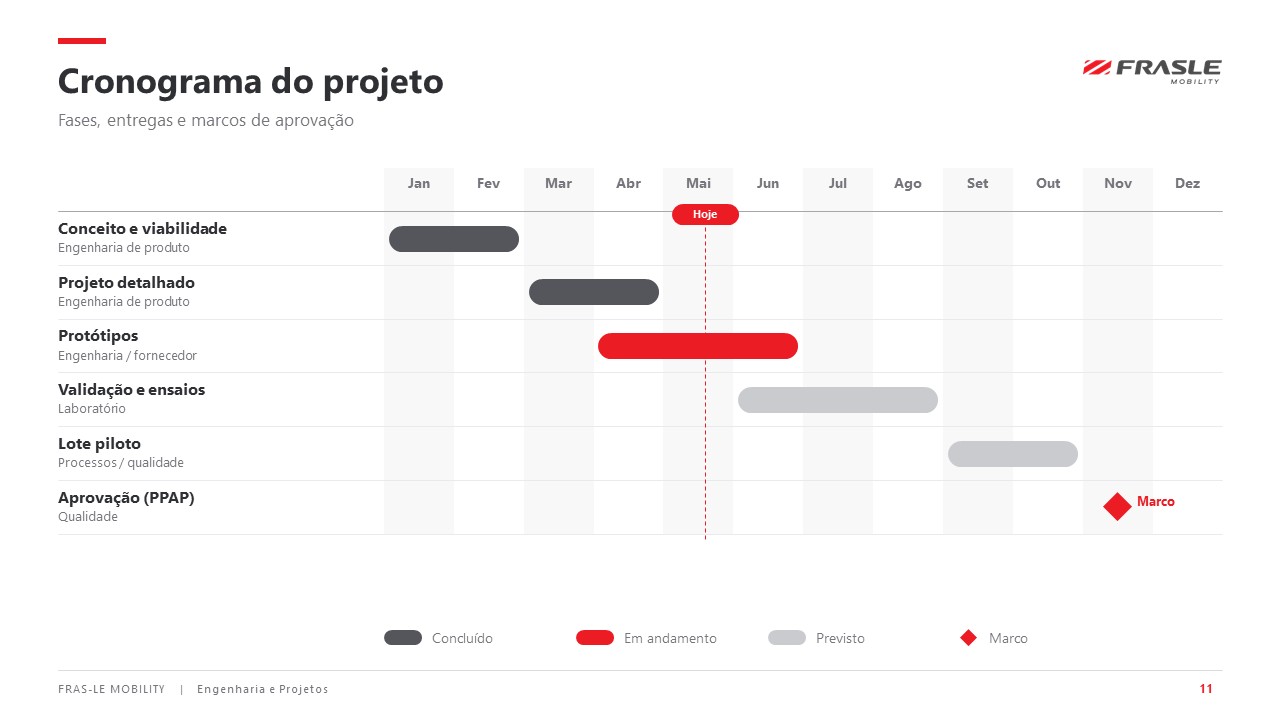 Cronograma do projeto
FRASLE
MOBILITY
Fases, entregas e marcos de aprovação
Jan Fev Mar Abr Mai Jun Jul Ago Set Out Nov Dez
Hoje
Conceito e viabilidade
Engenharia de produto
Projeto detalhado
Engenharia de produto
Protótipos
Engenharia / fornecedor
Validação e ensaios
Laboratório
Lote piloto
Processos / qualidade
Aprovação (PPAP)
Marco
Qualidade
Concluído Em andamento Previsto Marco
FRAS-LE MOBILITY | Engenharia e Projetos 11